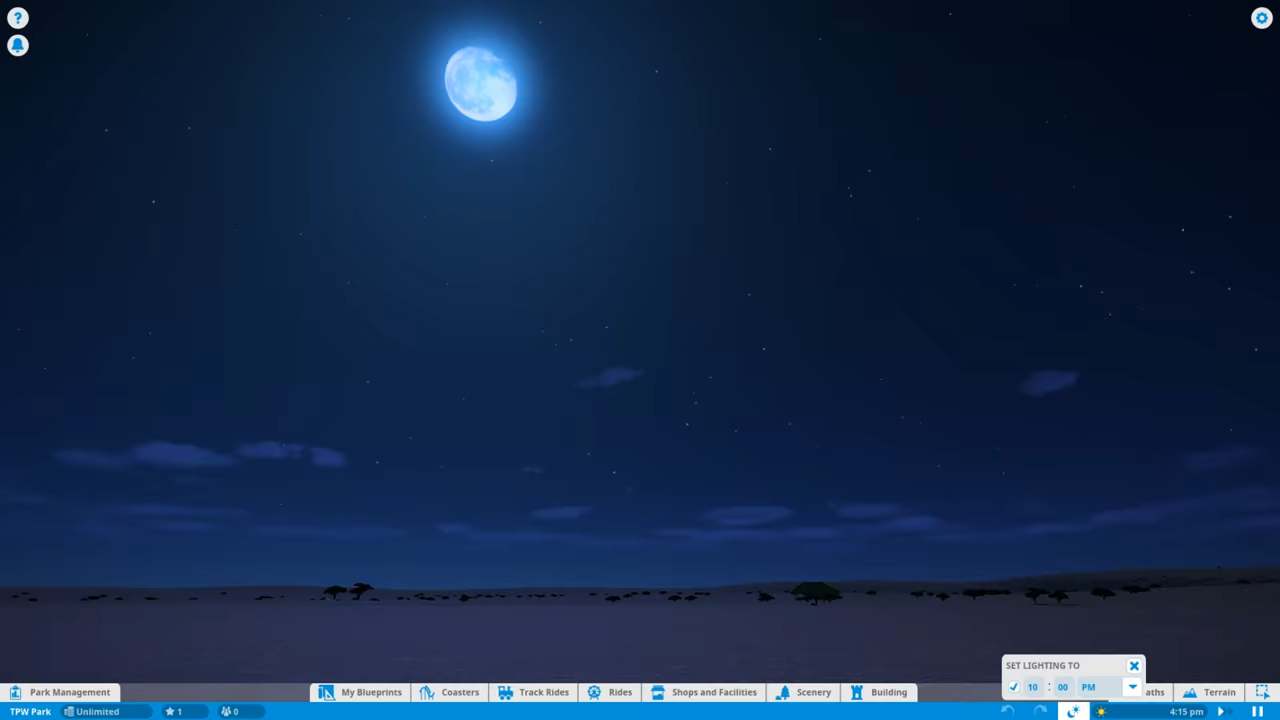 ?
SET LIGHTING TO
10 : 00 PM
Park Management
My Blueprints
Coasters
Track Rides
Rides
Shops and Facilities
Scenery
Building
aths
Terrain
TPW Park
Unlimited
1
0
4:15 pm